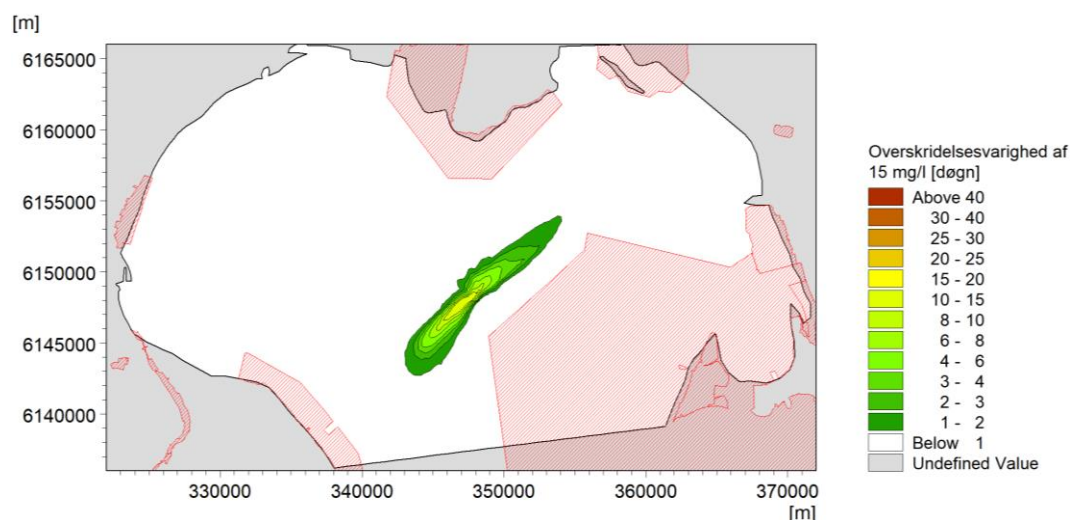 [m]
6165000
6160000
6155000
6150000
6145000
6140000
330000 340000 350000 360000 370000
[m]
Overskridelsesvarighed af
15 mg/l [døgn]
Above 40
30 - 40
25 - 30
20 - 25
15 - 20
10 - 15
8 - 10
6 - 8
4 - 6
3 - 4
2 - 3
1 - 2
Below 1
Undefined Value